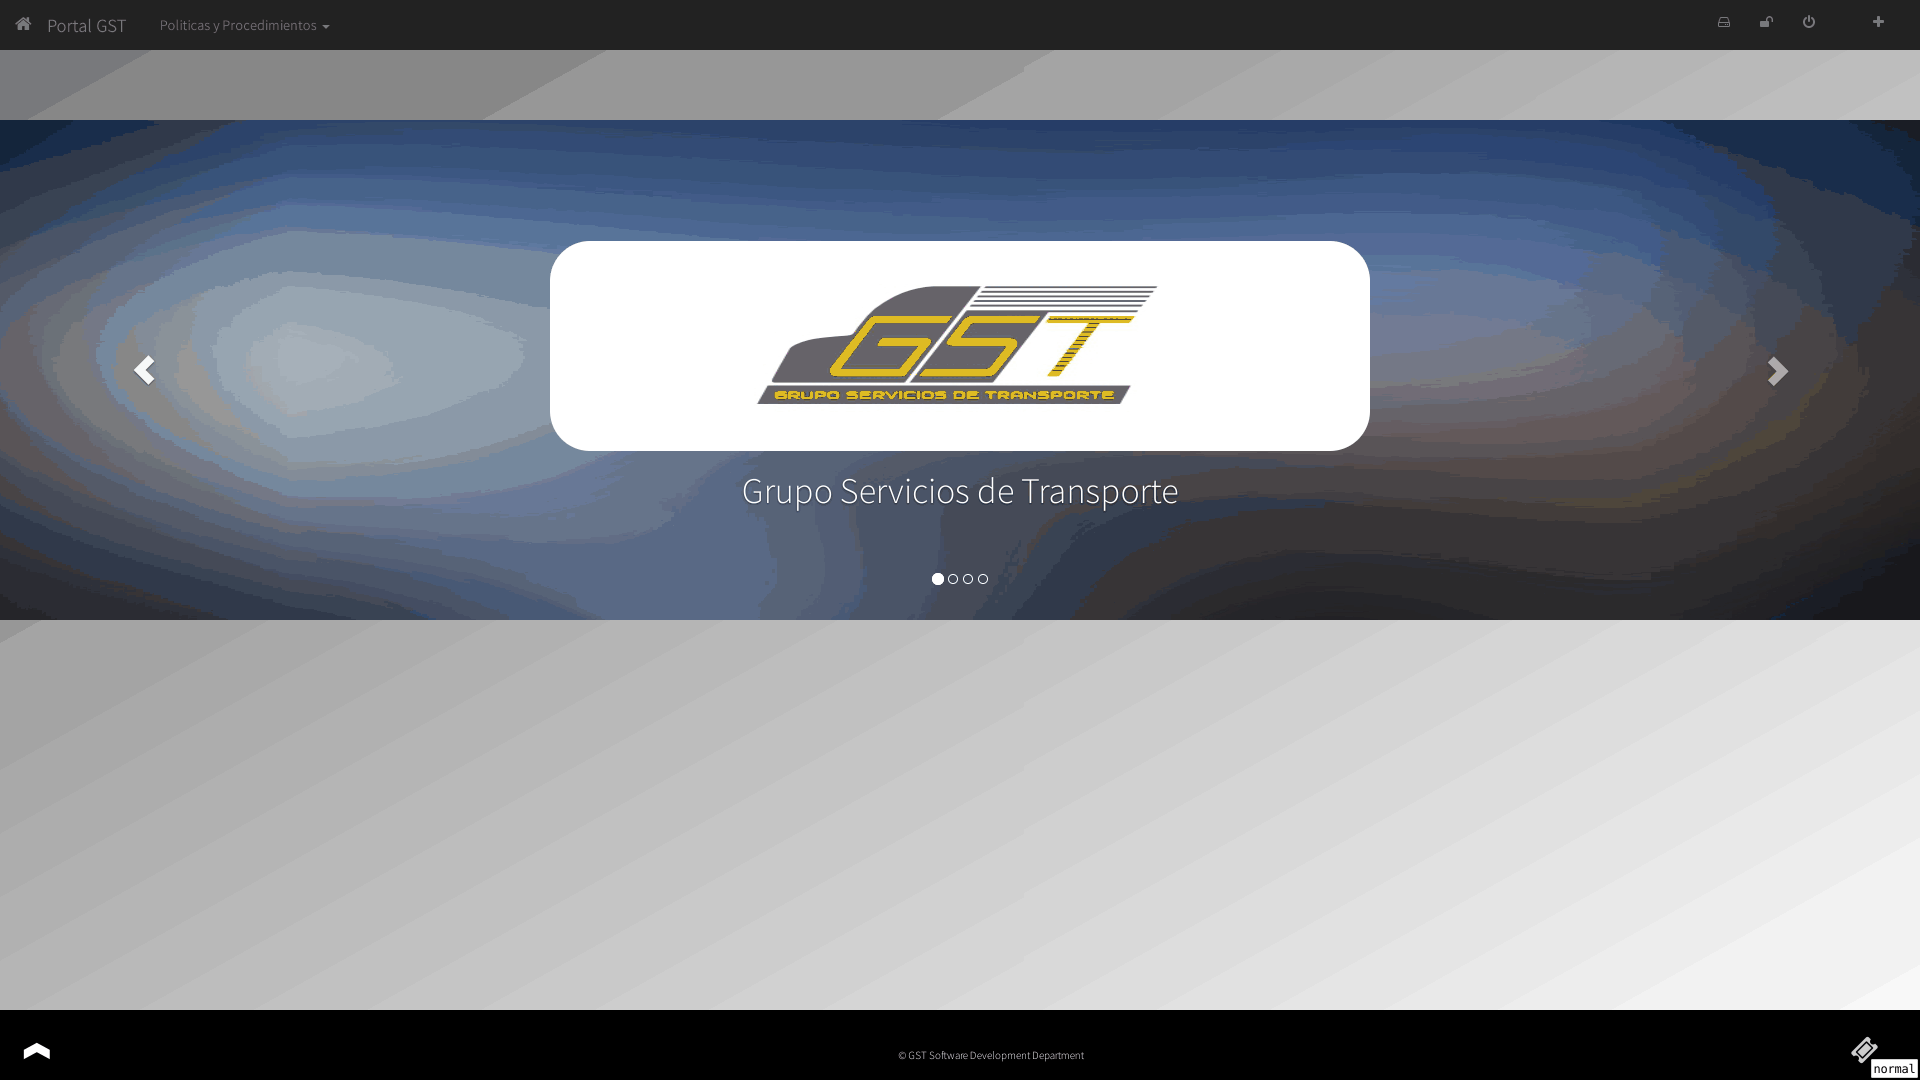 Portal GST
Politicas y Procedimientos
GST
GRUPO SERVICIOS DE TRANSPORTE
Grupo Servicios de Transporte
© GST Software Development Department
normal